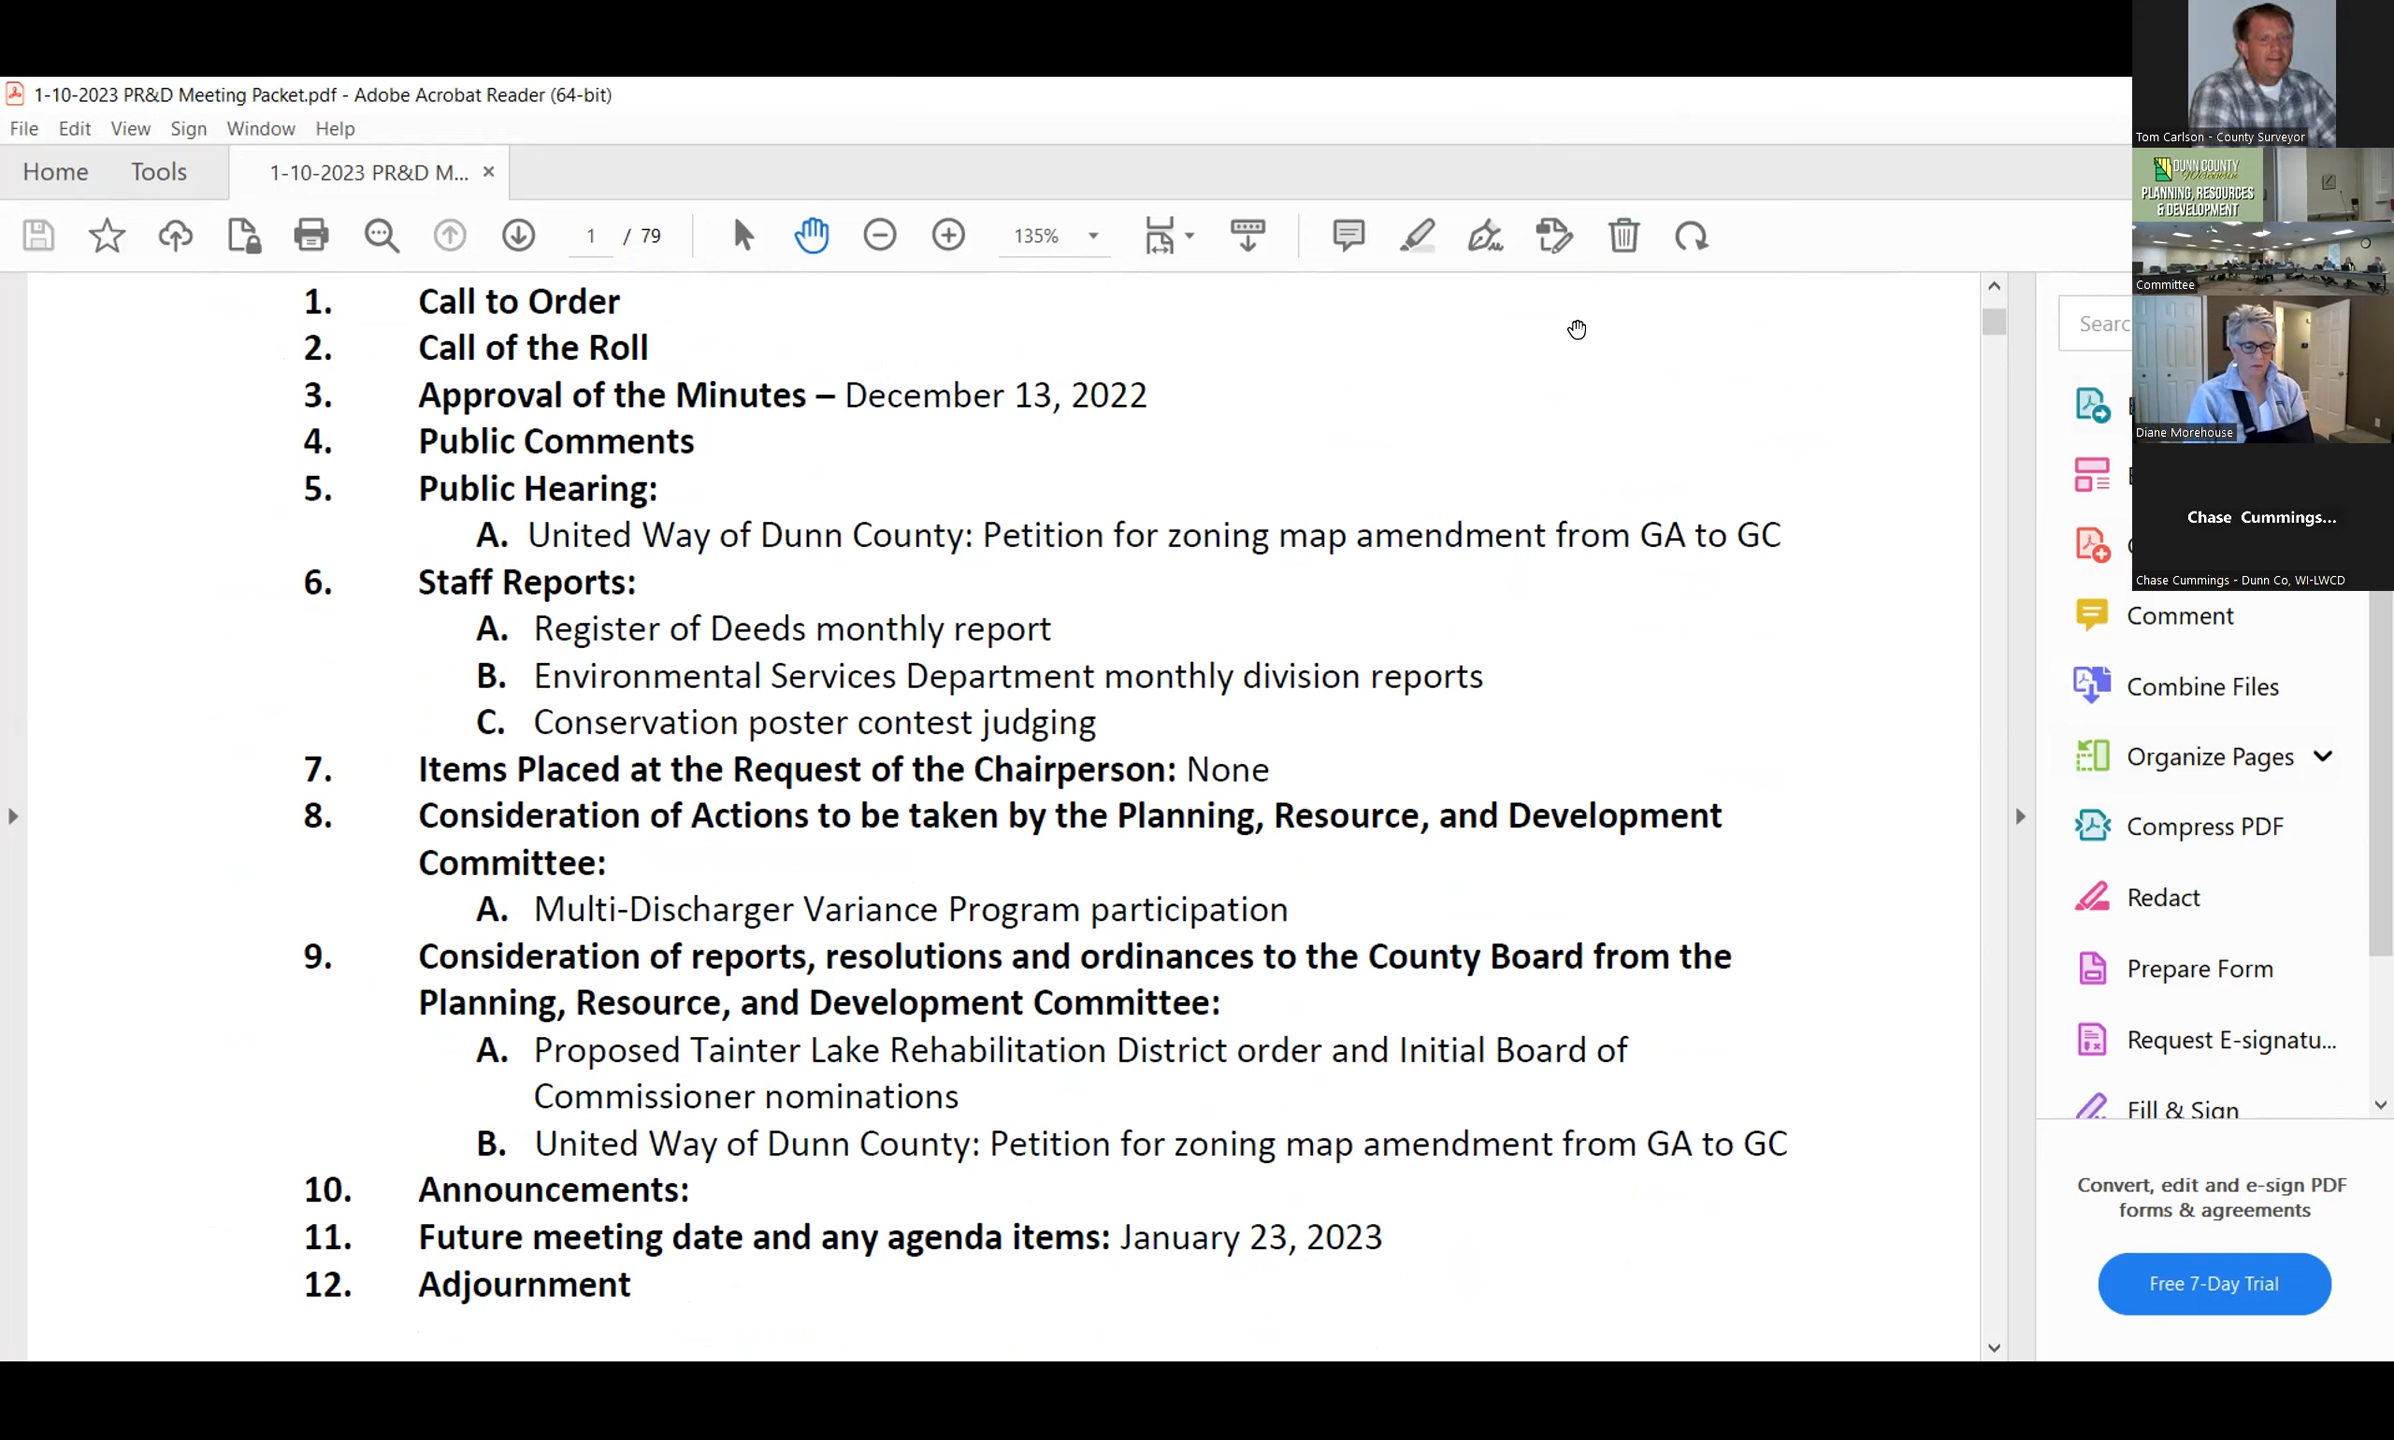 1-10-2023 PR&D Meeting Packet.pdf - Adobe Acrobat Reader (64-bit)
File Edit View Sign Window Help
Home Tools 1-10-2023 PR&D M...
1 / 79 135%
1. Call to Order
2. Call of the Roll
3. Approval of the Minutes – December 13, 2022
4. Public Comments
5. Public Hearing:
A. United Way of Dunn County: Petition for zoning map amendment from GA to GC
6. Staff Reports:
A. Register of Deeds monthly report
B. Environmental Services Department monthly division reports
C. Conservation poster contest judging
7. Items Placed at the Request of the Chairperson: None
8. Consideration of Actions to be taken by the Planning, Resource, and Development
Committee:
A. Multi-Discharger Variance Program participation
9. Consideration of reports, resolutions and ordinances to the County Board from the
Planning, Resource, and Development Committee:
A. Proposed Tainter Lake Rehabilitation District order and Initial Board of
Commissioner nominations
B. United Way of Dunn County: Petition for zoning map amendment from GA to GC
10. Announcements:
11. Future meeting date and any agenda items: January 23, 2023
12. Adjournment
Tom Carlson - County Surveyor
DUNN COUNTY
Wisconsin
PLANNING, RESOURCES
& DEVELOPMENT
Committee
Diane Morehouse
Chase Cummings...
Chase Cummings - Dunn Co, WI-LWCD
Searc
Comment
Combine Files
Organize Pages
Compress PDF
Redact
Prepare Form
Request E-signatu...
Fill & Sign
Convert, edit and e-sign PDF
forms & agreements
Free 7-Day Trial